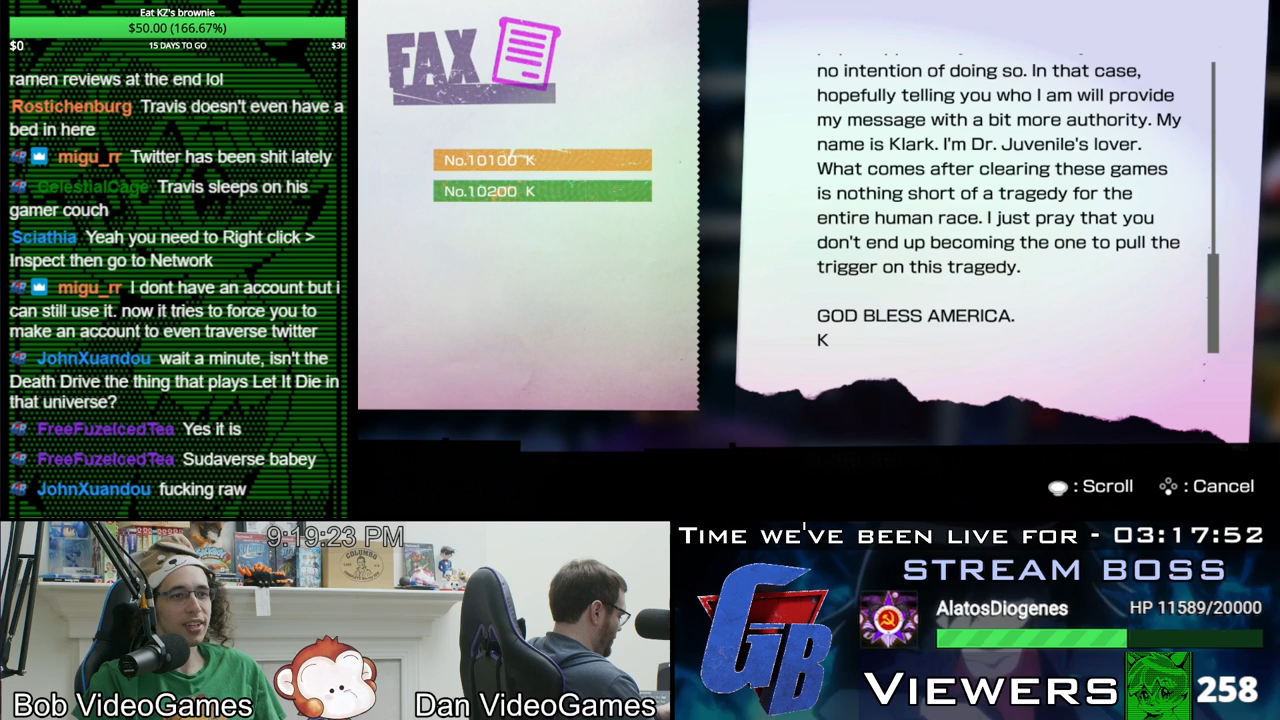 Eat KZ's brownie
$50.00 (166.67%)
$0 15 DAYS TO GO $30
ramen reviews at the end lol
Rostichenburg Travis doesn't even have a
bed in here
migu_rr Twitter has been shit lately
CelestialCage Travis sleeps on his
gamer couch
Sciathia Yeah you need to Right click >
Inspect then go to Network
migu_rr I dont have an account but i
can still use it. now it tries to force you to
make an account to even traverse twitter
JohnXuandou wait a minute, isn't the
Death Drive the thing that plays Let It Die in
that universe?
FreeFuzeIcedTea Yes it is
FreeFuzeIcedTea Sudaverse babey
JohnXuandou fucking raw
FAX
No.10100 K
No.10200 K
no intention of doing so. In that case,
hopefully telling you who I am will provide
my message with a bit more authority. My
name is Klark. I'm Dr. Juvenile's lover.
What comes after clearing these games
is nothing short of a tragedy for the
entire human race. I just pray that you
don't end up becoming the one to pull the
trigger on this tragedy.
GOD BLESS AMERICA.
K
: Scroll : Cancel
9:19:23 PM
COLUMBO
Bob VideoGames
Dan VideoGames
TIME WE'VE BEEN LIVE FOR - 03:17:52
STREAM BOSS
AlatosDiogenes HP 11589/20000
GGB
VIEWERS 258